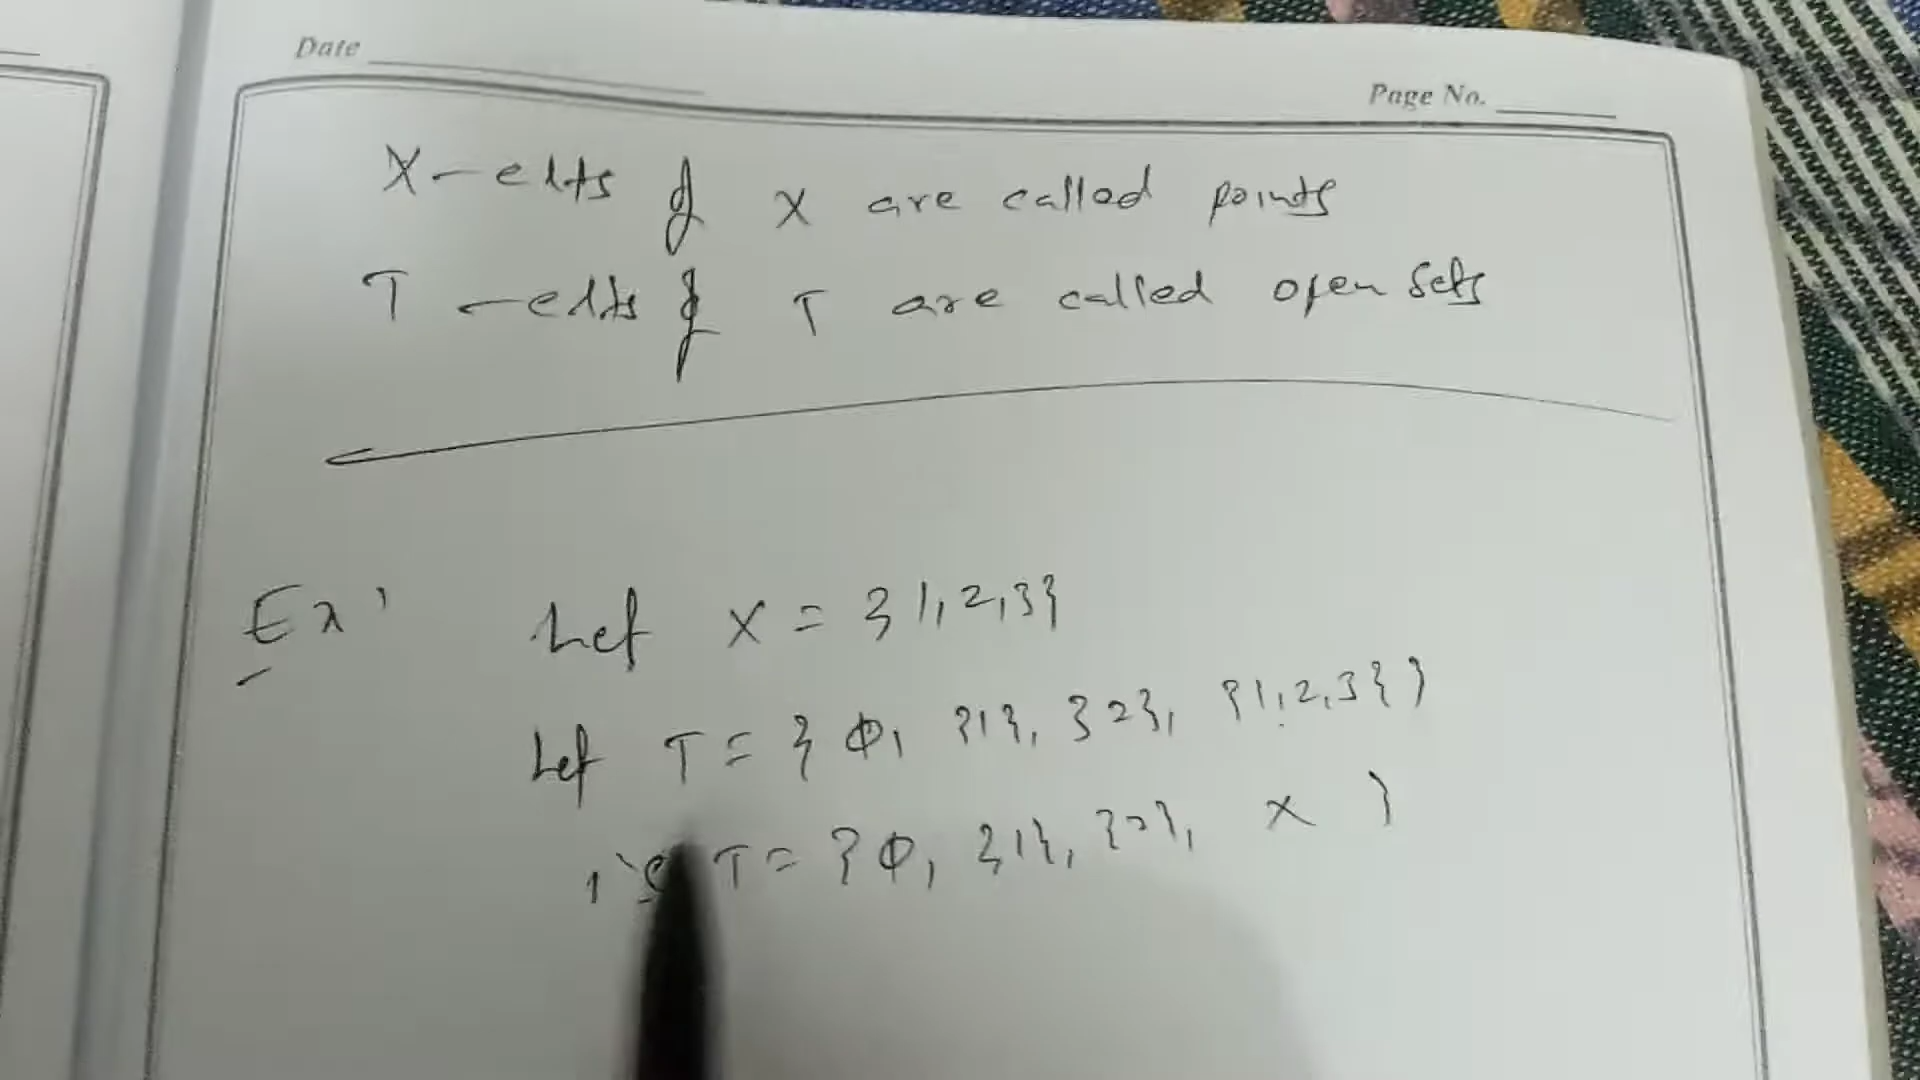 Date
Page No.
X - elts of X are called points
T - elts of T are called open sets
Ex'
Let X = {1,2,3}
Let T = {Φ, {1}, {2}, {1,2,3}}
ie T = {Φ, {1}, {2}, X }